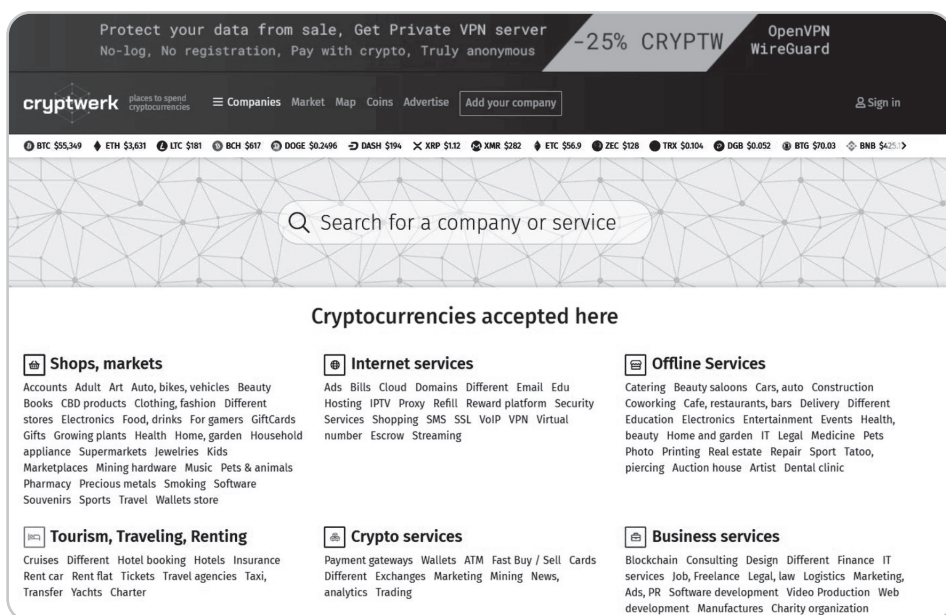 Protect your data from sale, Get Private VPN server
No-log, No registration, Pay with crypto, Truly anonymous
-25% CRYPTW
OpenVPN
WireGuard
cryptwerk
places to spend
cryptocurrencies
Companies Market Map Coins Advertise Add your company
Sign in
BTC $55,349 ETH $3,631 LTC $181 BCH $617 DOGE $0.2496 DASH $194 XRP $1.12 XMR $282 ETC $56.9 ZEC $128 TRX $0.104 DGB $0.052 BTG $70.03 BNB $425.
Search for a company or service
Cryptocurrencies accepted here
Shops, markets
Accounts Adult Art Auto, bikes, vehicles Beauty
Books CBD products Clothing, fashion Different
stores Electronics Food, drinks For gamers GiftCards
Gifts Growing plants Health Home, garden Household
appliance Supermarkets Jewelries Kids
Marketplaces Mining hardware Music Pets & animals
Pharmacy Precious metals Smoking Software
Souvenirs Sports Travel Wallets store
Internet services
Ads Bills Cloud Domains Different Email Edu
Hosting IPTV Proxy Refill Reward platform Security
Services Shopping SMS SSL VoIP VPN Virtual
number Escrow Streaming
Offline Services
Catering Beauty saloons Cars, auto Construction
Coworking Cafe, restaurants, bars Delivery Different
Education Electronics Entertainment Events Health,
beauty Home and garden IT Legal Medicine Pets
Photo Printing Real estate Repair Sport Tatoo,
piercing Auction house Artist Dental clinic
Tourism, Traveling, Renting
Cruises Different Hotel booking Hotels Insurance
Rent car Rent flat Tickets Travel agencies Taxi,
Transfer Yachts Charter
Crypto services
Payment gateways Wallets ATM Fast Buy / Sell Cards
Different Exchanges Marketing Mining News,
analytics Trading
Business services
Blockchain Consulting Design Different Finance IT
services Job, Freelance Legal, law Logistics Marketing,
Ads, PR Software development Video Production Web
development Manufactures Charity organization